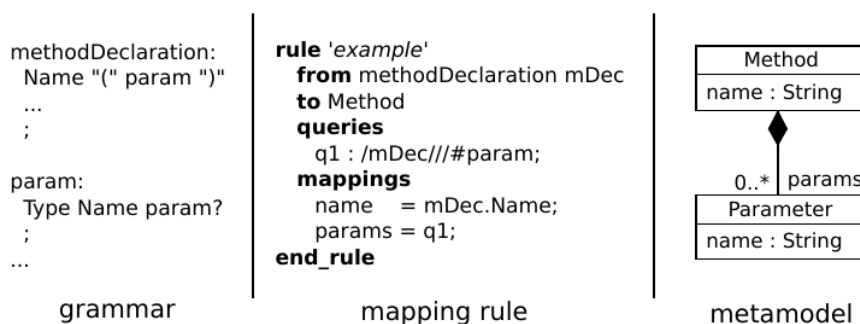 methodDeclaration:
Name "(" param ")"
...
;
param:
Type Name param?
;
...
grammar
rule 'example'
from methodDeclaration mDec
to Method
queries
q1 : /mDec///#param;
mappings
name = mDec.Name;
params = q1;
end_rule
mapping rule
Method
name : String
0..* params
Parameter
name : String
metamodel